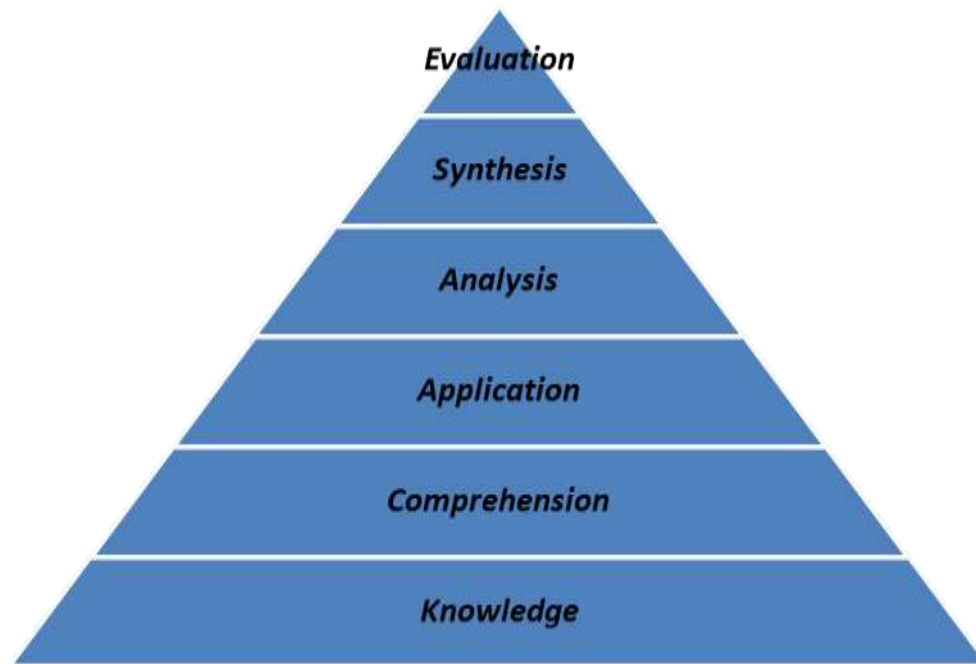 Evaluation
Synthesis
Analysis
Application
Comprehension
Knowledge